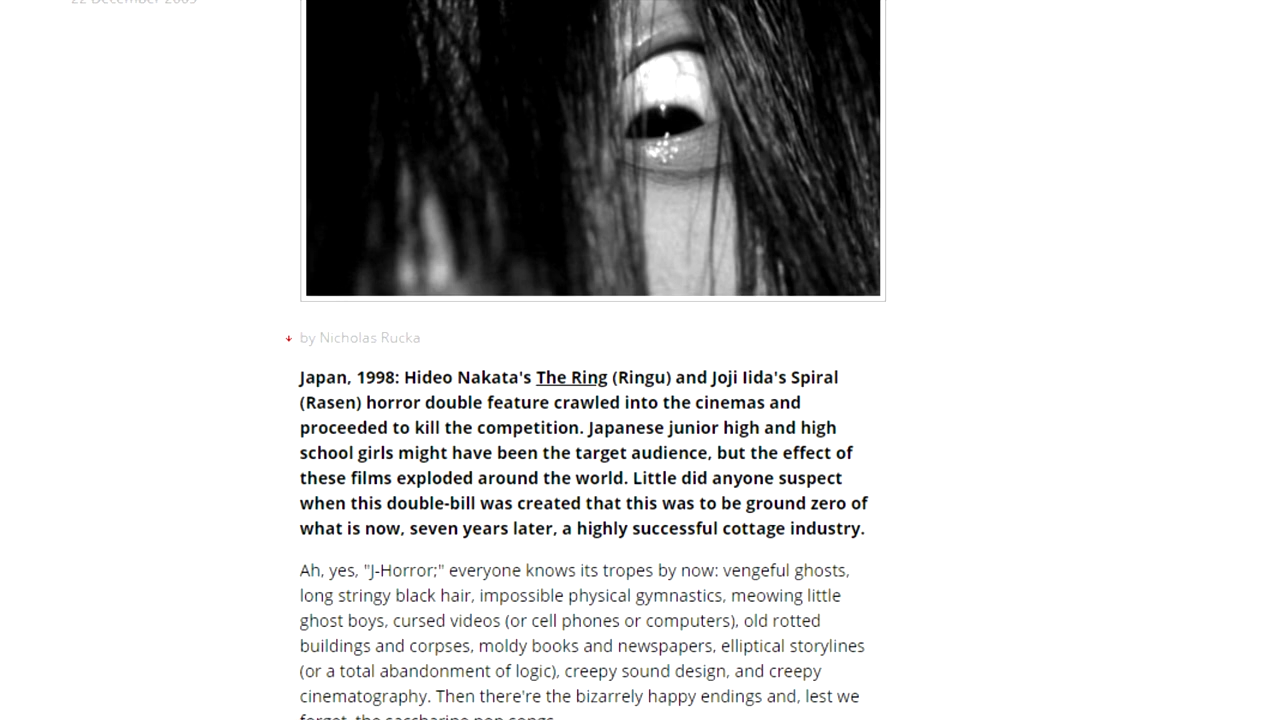 22 December 2005
by Nicholas Rucka
Japan, 1998: Hideo Nakata's The Ring (Ringu) and Joji Iida's Spiral
(Rasen) horror double feature crawled into the cinemas and
proceeded to kill the competition. Japanese junior high and high
school girls might have been the target audience, but the effect of
these films exploded around the world. Little did anyone suspect
when this double-bill was created that this was to be ground zero of
what is now, seven years later, a highly successful cottage industry.
Ah, yes, "J-Horror;" everyone knows its tropes by now: vengeful ghosts,
long stringy black hair, impossible physical gymnastics, meowing little
ghost boys, cursed videos (or cell phones or computers), old rotted
buildings and corpses, moldy books and newspapers, elliptical storylines
(or a total abandonment of logic), creepy sound design, and creepy
cinematography. Then there're the bizarrely happy endings and, lest we
forget, the saccharine pop songs.